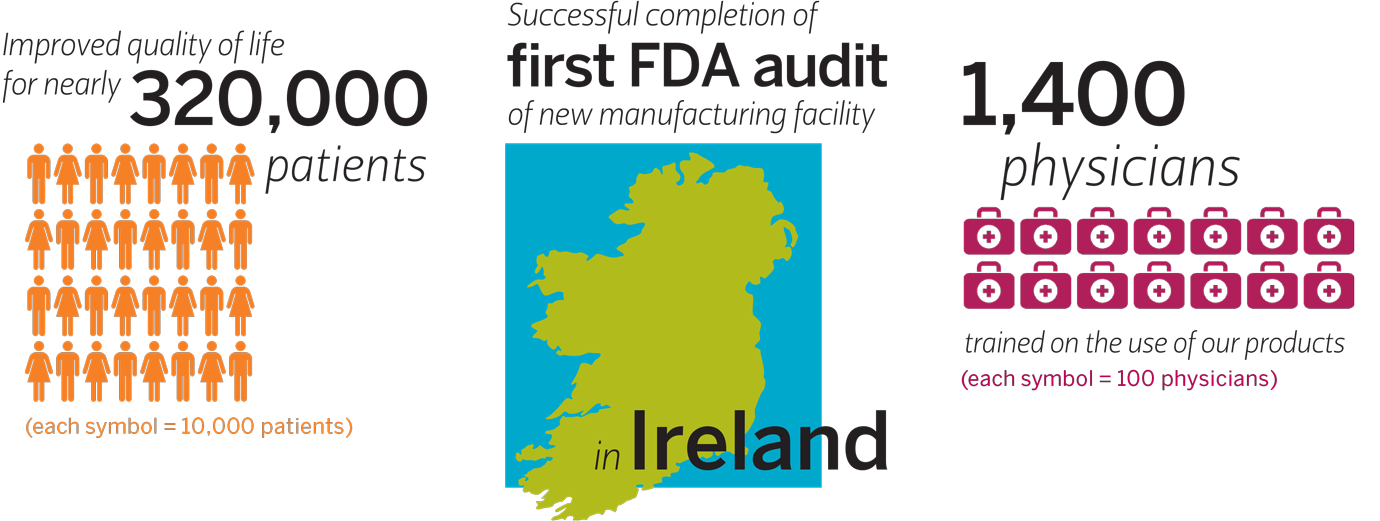 Improved quality of life
for nearly 320,000
patients
(each symbol = 10,000 patients)
Successful completion of
first FDA audit
of new manufacturing facility
in Ireland
1,400
physicians
trained on the use of our products
(each symbol = 100 physicians)